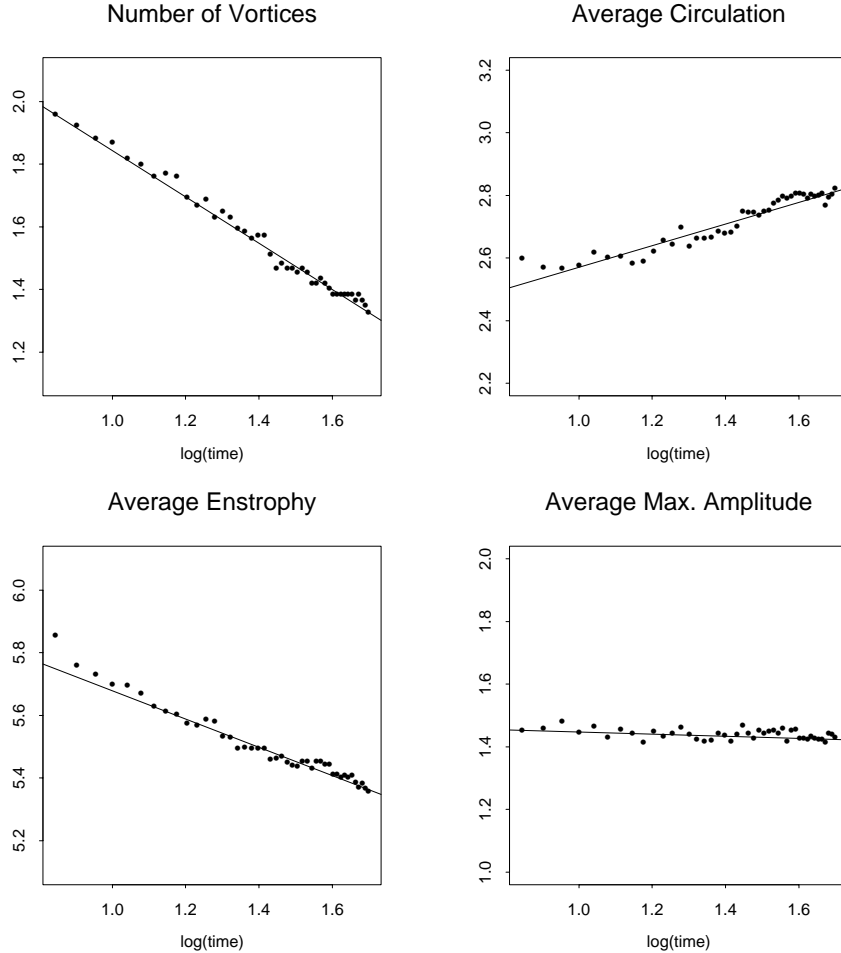 Number of Vortices
2.0
1.8
1.6
1.4
1.2
1.0 1.2 1.4 1.6
log(time)
Average Circulation
3.2
3.0
2.8
2.6
2.4
2.2
1.0 1.2 1.4 1.6
log(time)
Average Enstrophy
6.0
5.8
5.6
5.4
5.2
1.0 1.2 1.4 1.6
log(time)
Average Max. Amplitude
2.0
1.8
1.6
1.4
1.2
1.0
1.0 1.2 1.4 1.6
log(time)